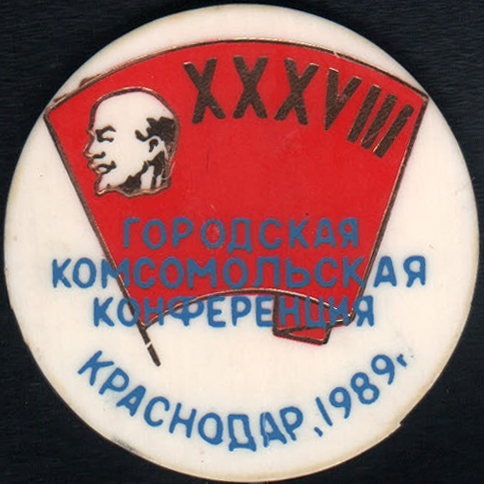 XXXVIII
ГОРОДСКАЯ
КОМСОМОЛЬСКАЯ
КОНФЕРЕНЦИЯ
КРАСНОДАР, 1989г.